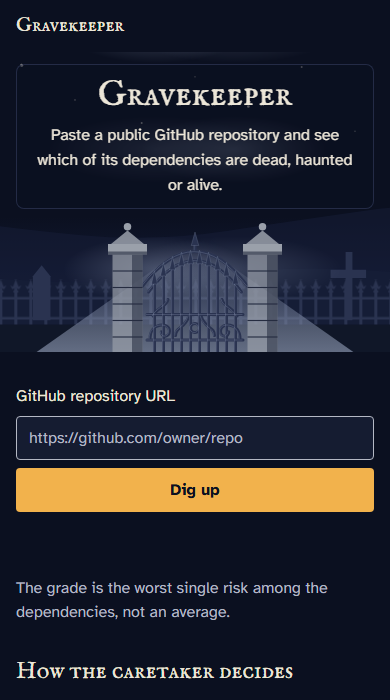 Gravekeeper
Gravekeeper
Paste a public GitHub repository and see
which of its dependencies are dead, haunted
or alive.
GitHub repository URL
https://github.com/owner/repo
Dig up
The grade is the worst single risk among the
dependencies, not an average.
How the caretaker decides